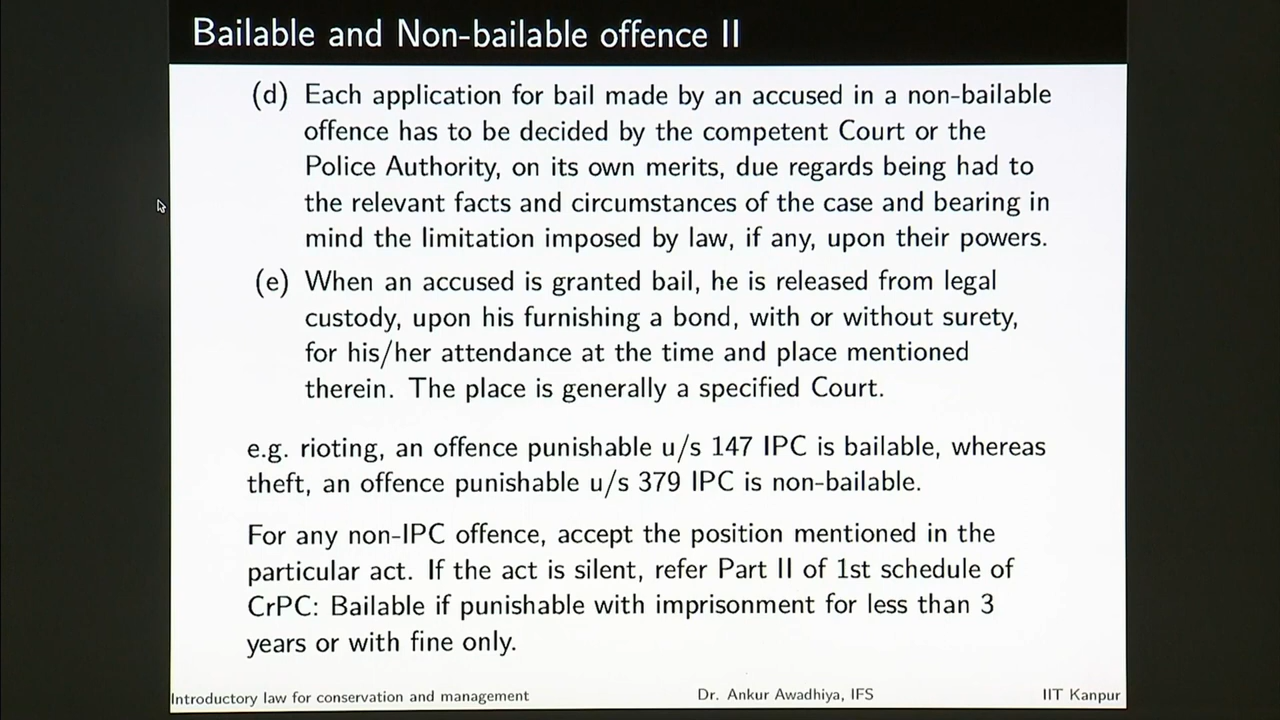 Bailable and Non-bailable offence II
(d) Each application for bail made by an accused in a non-bailable
offence has to be decided by the competent Court or the
Police Authority, on its own merits, due regards being had to
the relevant facts and circumstances of the case and bearing in
mind the limitation imposed by law, if any, upon their powers.
(e) When an accused is granted bail, he is released from legal
custody, upon his furnishing a bond, with or without surety,
for his/her attendance at the time and place mentioned
therein. The place is generally a specified Court.
e.g. rioting, an offence punishable u/s 147 IPC is bailable, whereas
theft, an offence punishable u/s 379 IPC is non-bailable.
For any non-IPC offence, accept the position mentioned in the
particular act. If the act is silent, refer Part II of 1st schedule of
CrPC: Bailable if punishable with imprisonment for less than 3
years or with fine only.
Introductory law for conservation and management Dr. Ankur Awadhiya, IFS IIT Kanpur